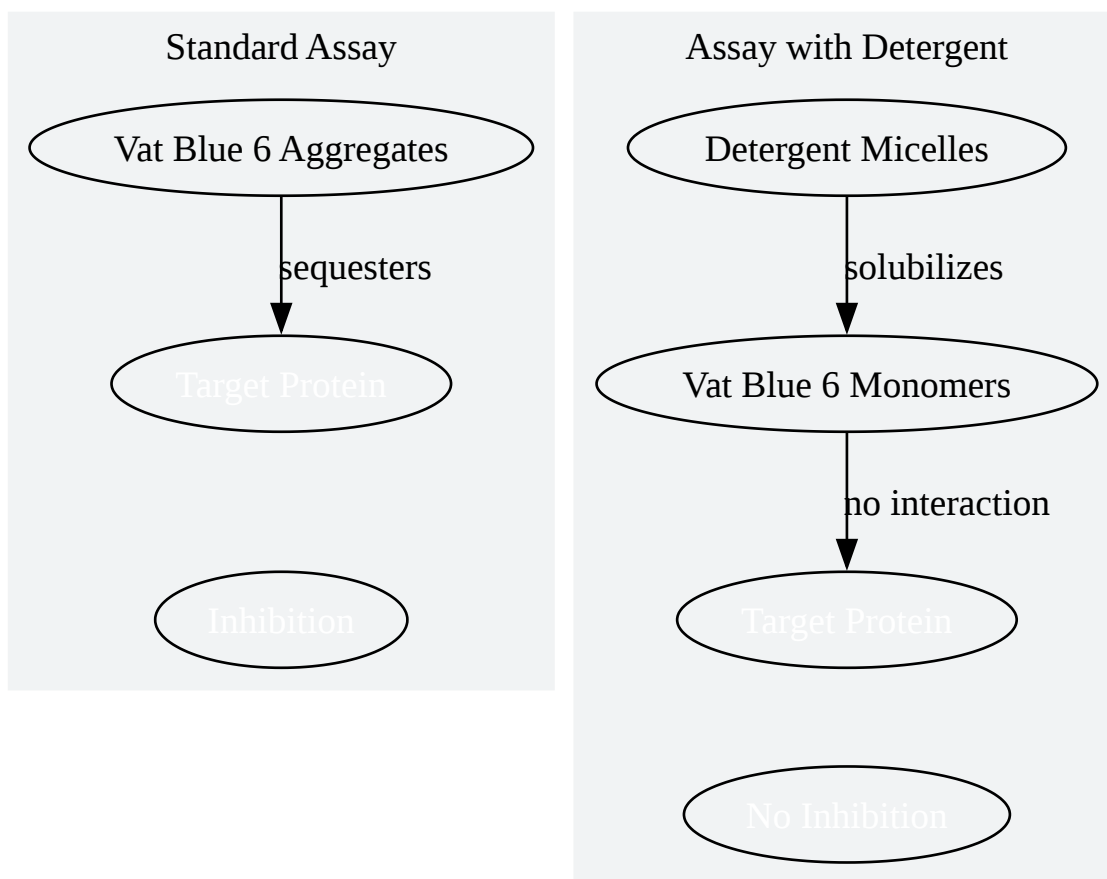 Standard Assay
Vat Blue 6 Aggregates
sequesters
Target Protein
Inhibition
Assay with Detergent
Detergent Micelles
solubilizes
Vat Blue 6 Monomers
no interaction
Target Protein
No Inhibition